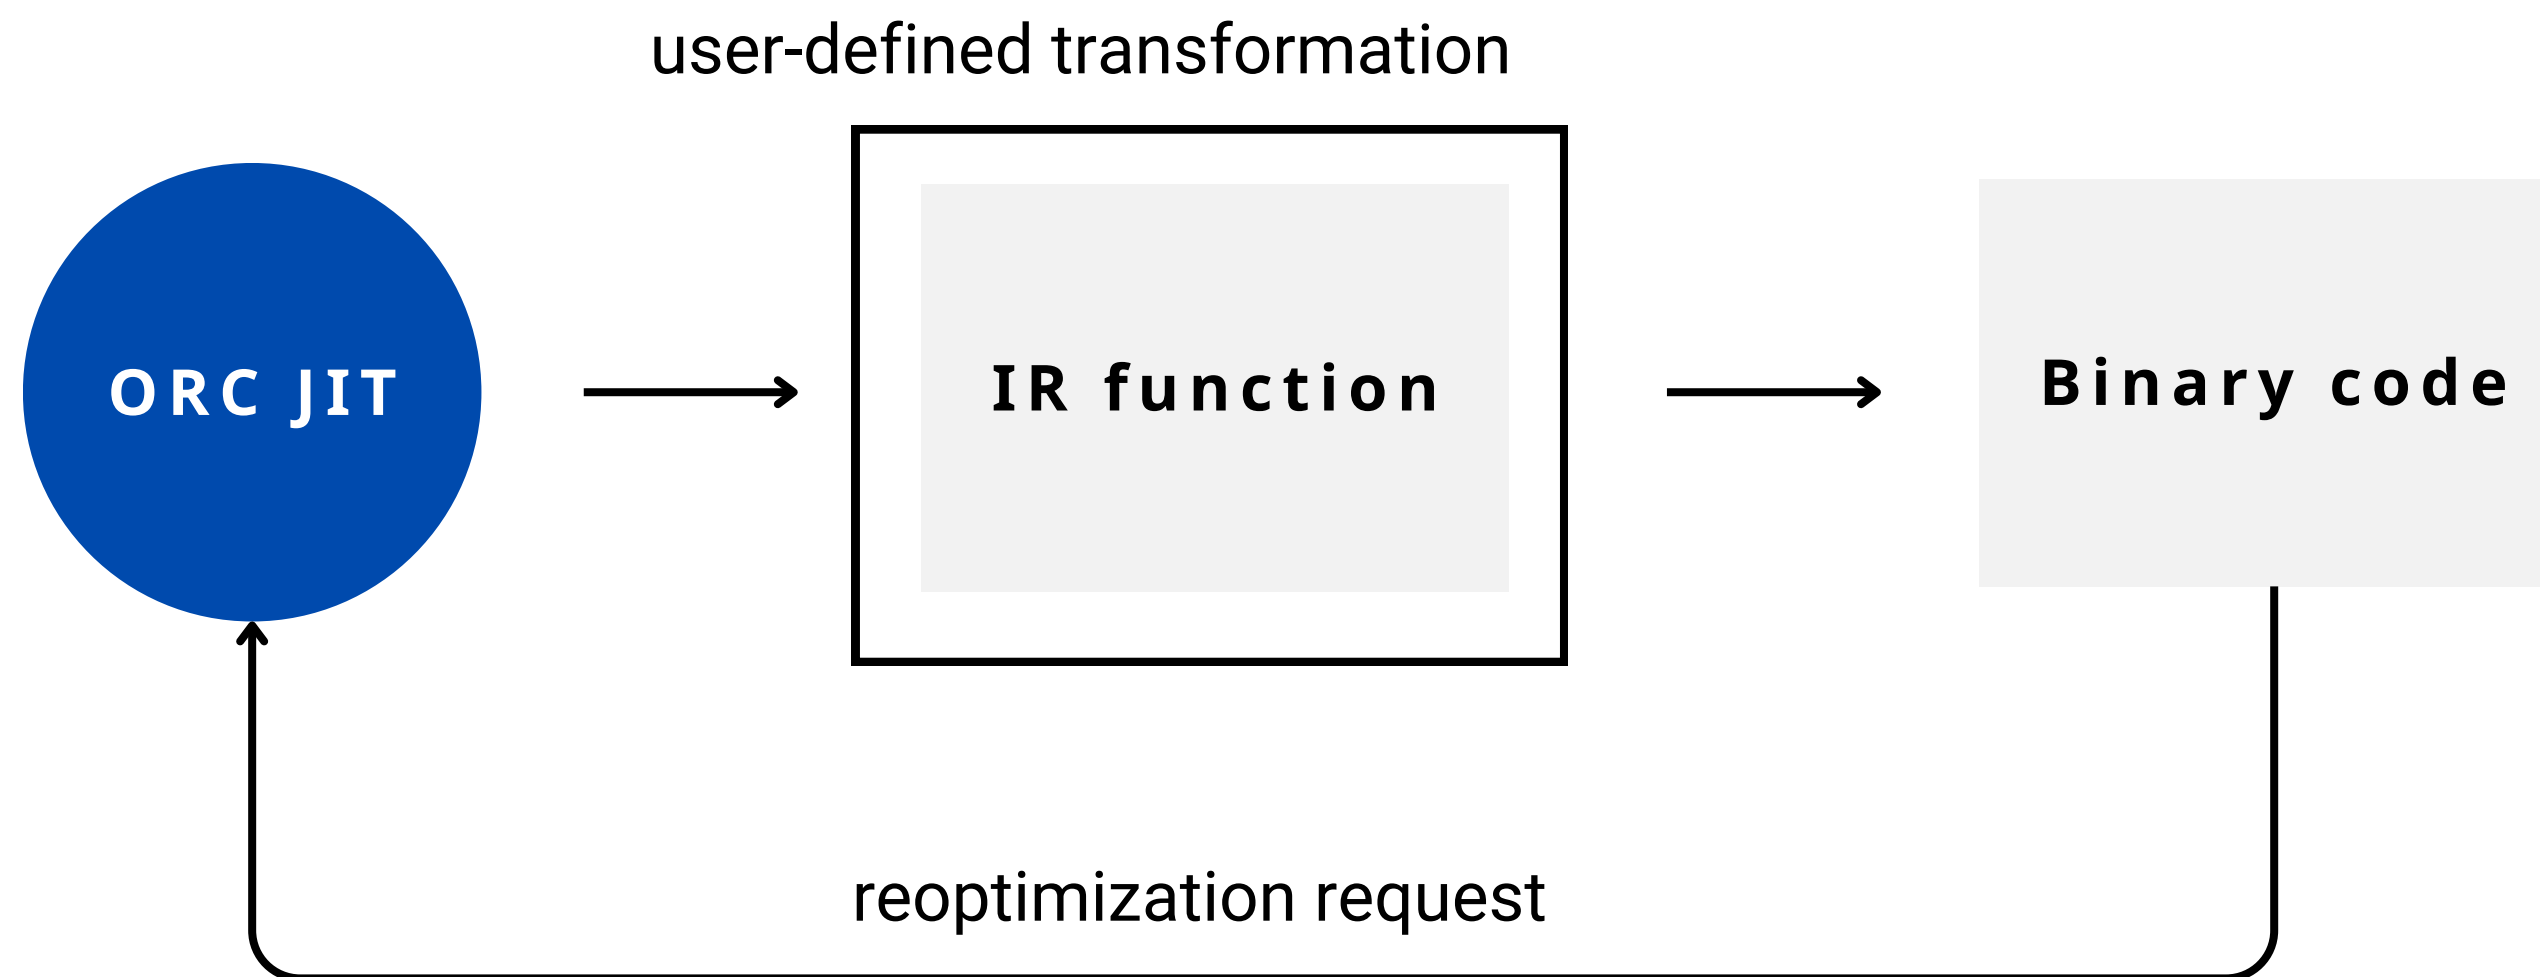 user-defined transformation
ORC JIT
IR function
Binary code
reoptimization request